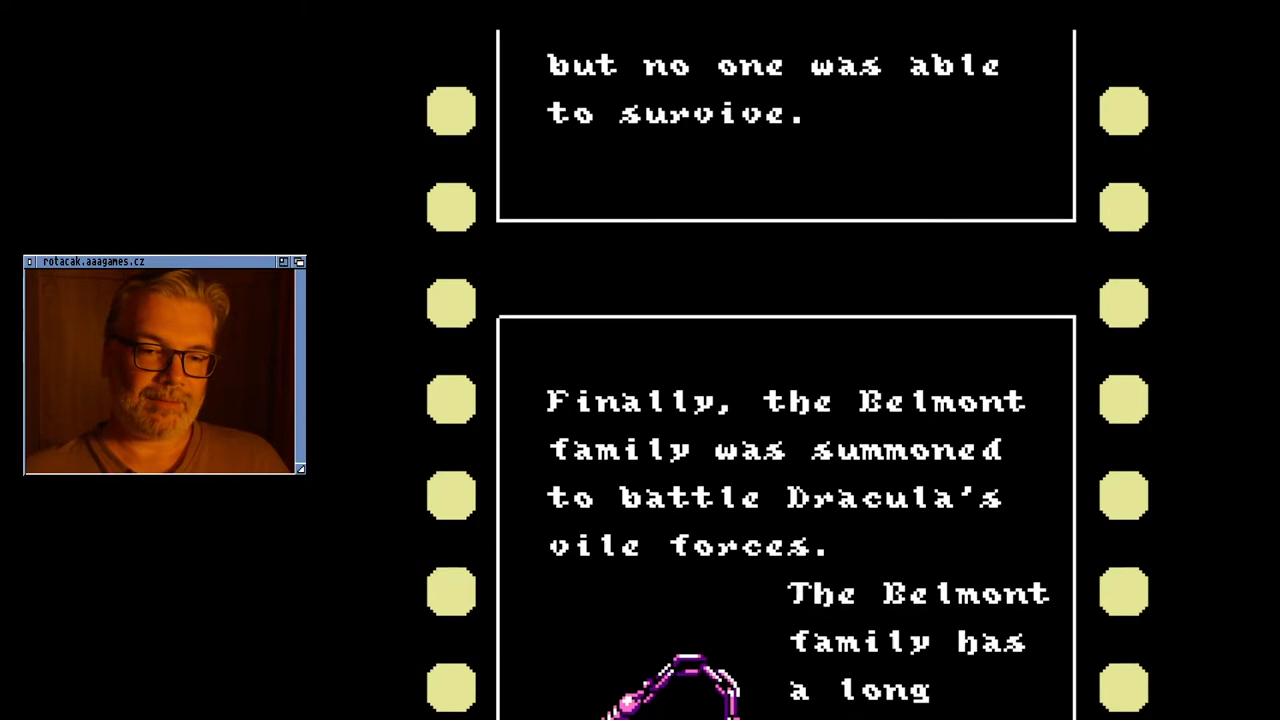 but no one was able
to survive.
rotacak.aaagames.cz
Finally, the Belmont
family was summoned
to battle Dracula's
vile forces.
The Belmont
family has
a long